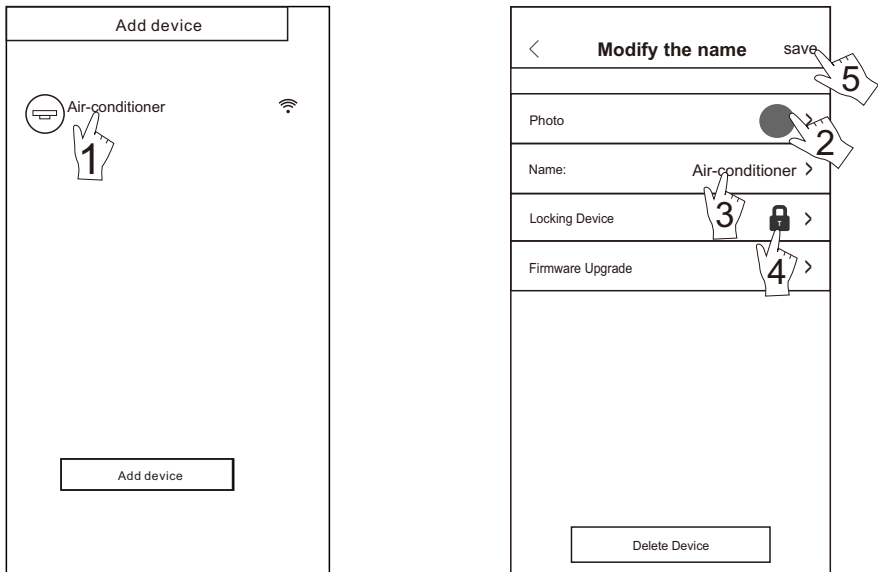 Add device
Air-conditioner
1
Add device
Modify the name save
5
Photo
2
Name: Air-conditioner
3
Locking Device
T
4
Firmware Upgrade
Delete Device